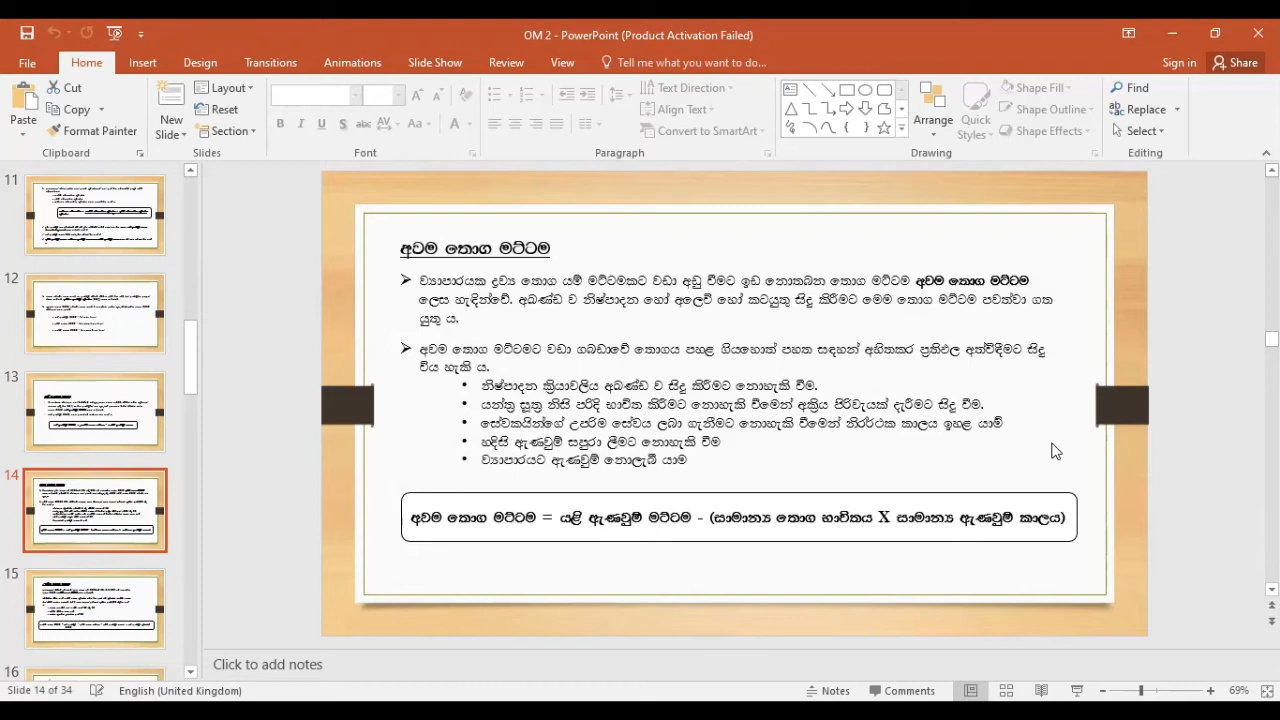 OM 2 - PowerPoint (Product Activation Failed)
File Home Insert Design Transitions Animations Slide Show Review View Tell me what you want to do... Sign in Share
Paste Cut Copy Format Painter Clipboard
New Slide Layout Reset Section Slides
B I U S abc AV Aa A Font
Text Direction Align Text Convert to SmartArt Paragraph
Arrange Quick Styles Shape Fill Shape Outline Shape Effects Drawing
Find Replace Select Editing
11
12
13
14
15
16
අවම තොග මට්ටම
ව්‍යාපාරයක ද්‍රව්‍ය තොග යම් මට්ටමකට වඩා අඩු වීමට ඉඩ නොතබන තොග මට්ටම අවම තොග මට්ටම
ලෙස හැඳින්වේ. අඛණ්ඩ ව නිෂ්පාදන හෝ අලෙවි හෝ කටයුතු සිදු කිරීමට මෙම තොග මට්ටම පවත්වා ගත
යුතු ය.
අවම තොග මට්ටමට වඩා ගබඩාවේ තොගය පහළ ගියහොත් පහත සඳහන් අහිතකර ප්‍රතිඵල අත්විඳීමට සිදු
විය හැකි ය.
• නිෂ්පාදන ක්‍රියාවලිය අඛණ්ඩ ව සිදු කිරීමට නොහැකි වීම.
• යන්ත්‍ර සූත්‍ර නිසි පරිදි භාවිත කිරීමට නොහැකි වීමෙන් අක්‍රිය පිරිවැයක් දැරීමට සිදු වීම.
• සේවකයින්ගේ උපරිම සේවය ලබා ගැනීමට නොහැකි වීමෙන් නිරර්ථක කාලය ඉහළ යාම්
• හදිසි ඇණවුම් සපුරා ලීමට නොහැකි වීම
• ව්‍යාපාරයට ඇණවුම් නොලැබී යාම
අවම තොග මට්ටම = යළි ඇණවුම් මට්ටම - (සාමාන්‍ය තොග භාවිතය X සාමාන්‍ය ඇණවුම් කාලය)
Click to add notes
Slide 14 of 34 English (United Kingdom) Notes Comments 69%